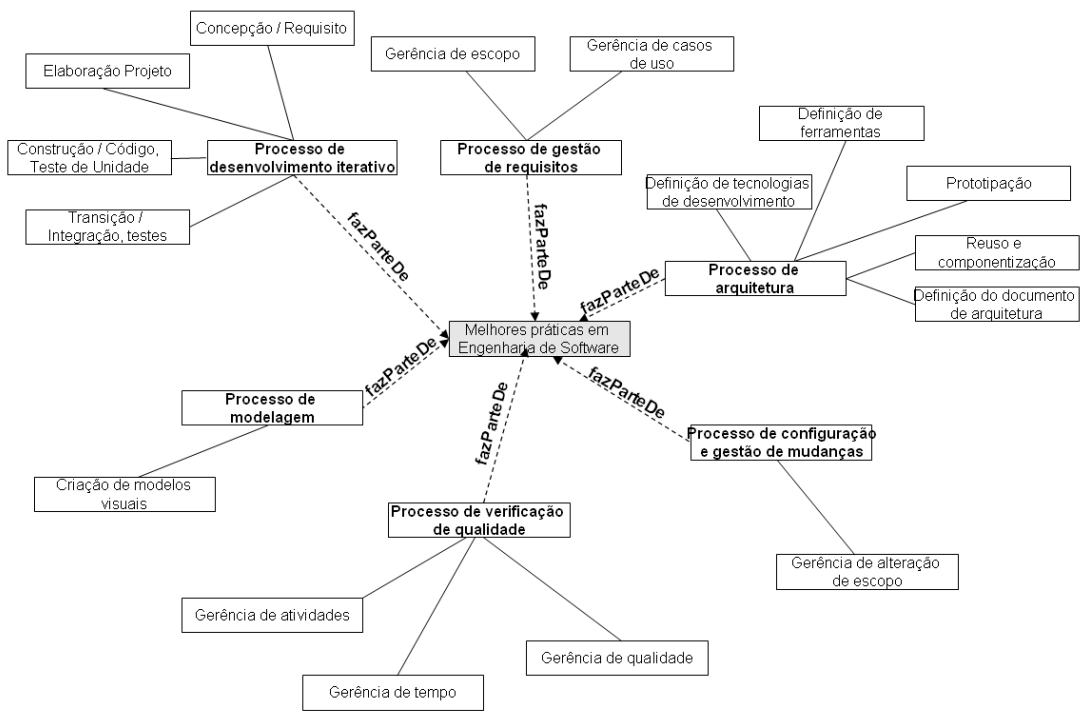 Concepção / Requisito
Gerência de escopo
Gerência de casos
de uso
Elaboração Projeto
Definição de
ferramentas
Construção / Código,
Teste de Unidade
Processo de
desenvolvimento iterativo
Processo de gestão
de requisitos
Definição de tecnologias
de desenvolvimento
Prototipação
Transição /
Integração, testes
fazParteDe
fazParteDe
Reuso e
componentização
Processo de
arquitetura
fazParteDe
Definição do documento
de arquitetura
Melhores práticas em
Engenharia de Software
fazParteDe
fazParteDe
fazParteDe
Processo de
modelagem
Processo de configuração
e gestão de mudanças
Criação de modelos
visuais
Processo de verificação
de qualidade
Gerência de alteração
de escopo
Gerência de atividades
Gerência de qualidade
Gerência de tempo